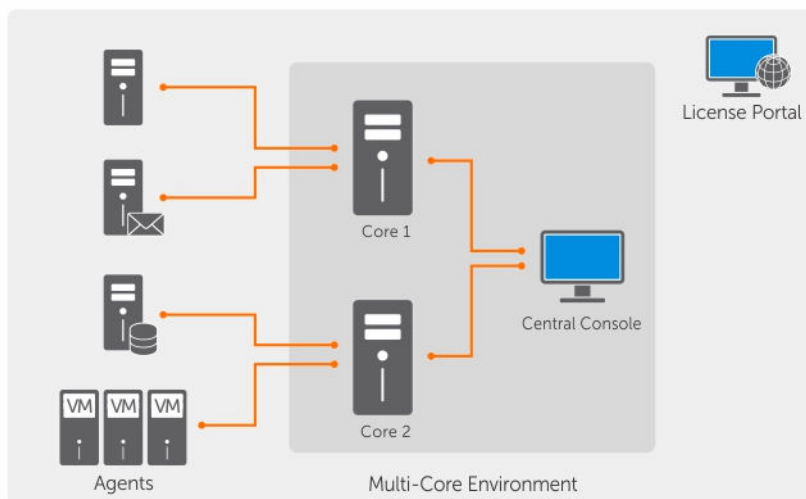 License Portal
Core 1
Central Console
Core 2
VM VM VM
Agents
Multi-Core Environment